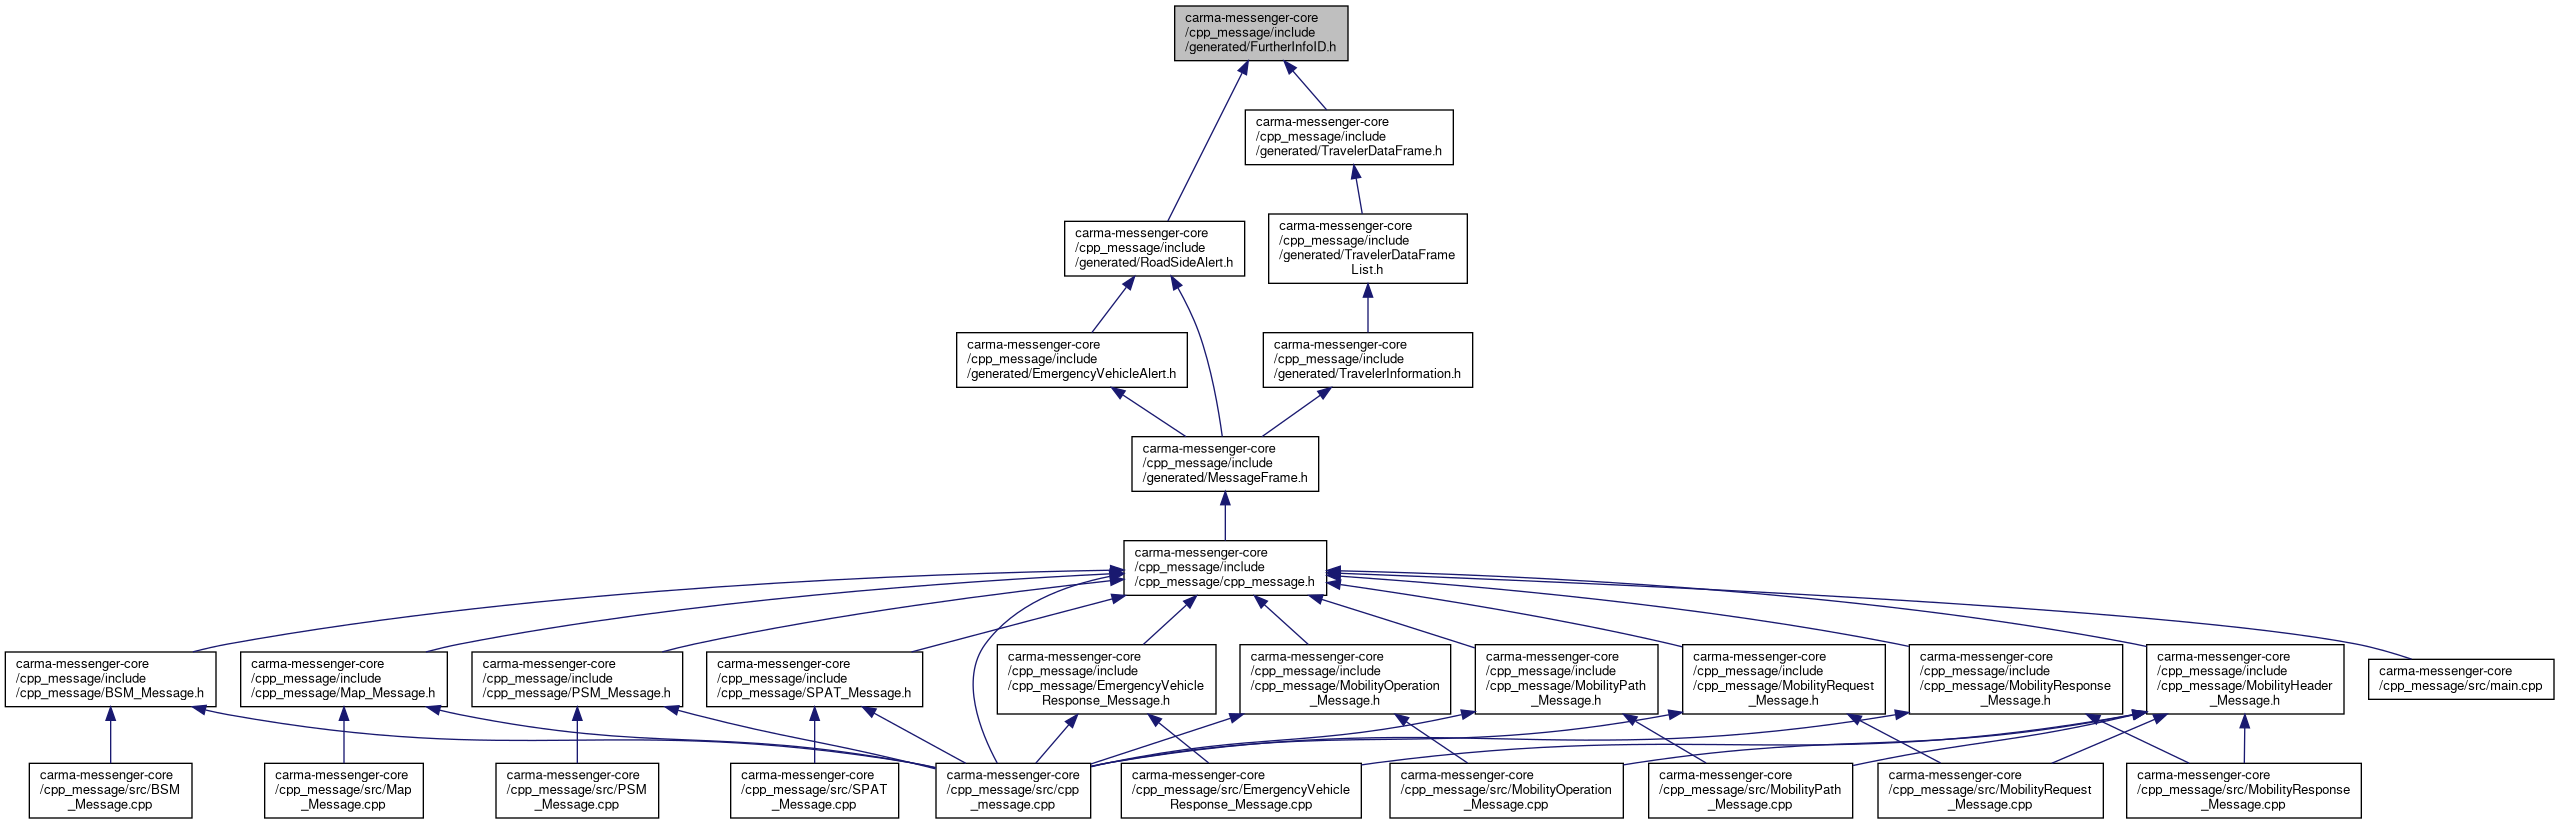 carma-messenger-core
/cpp_message/include
/generated/FurtherInfoID.h
carma-messenger-core
/cpp_message/include
/generated/TravelerDataFrame.h
carma-messenger-core
/cpp_message/include
/generated/RoadSideAlert.h
carma-messenger-core
/cpp_message/include
/generated/TravelerDataFrame
List.h
carma-messenger-core
/cpp_message/include
/generated/EmergencyVehicleAlert.h
carma-messenger-core
/cpp_message/include
/generated/TravelerInformation.h
carma-messenger-core
/cpp_message/include
/generated/MessageFrame.h
carma-messenger-core
/cpp_message/include
/cpp_message/cpp_message.h
carma-messenger-core
/cpp_message/include
/cpp_message/BSM_Message.h
carma-messenger-core
/cpp_message/include
/cpp_message/Map_Message.h
carma-messenger-core
/cpp_message/include
/cpp_message/PSM_Message.h
carma-messenger-core
/cpp_message/include
/cpp_message/SPAT_Message.h
carma-messenger-core
/cpp_message/include
/cpp_message/EmergencyVehicle
Response_Message.h
carma-messenger-core
/cpp_message/include
/cpp_message/MobilityOperation
_Message.h
carma-messenger-core
/cpp_message/include
/cpp_message/MobilityPath
_Message.h
carma-messenger-core
/cpp_message/include
/cpp_message/MobilityRequest
_Message.h
carma-messenger-core
/cpp_message/include
/cpp_message/MobilityResponse
_Message.h
carma-messenger-core
/cpp_message/include
/cpp_message/MobilityHeader
_Message.h
carma-messenger-core
/cpp_message/src/main.cpp
carma-messenger-core
/cpp_message/src/BSM
_Message.cpp
carma-messenger-core
/cpp_message/src/Map
_Message.cpp
carma-messenger-core
/cpp_message/src/PSM
_Message.cpp
carma-messenger-core
/cpp_message/src/SPAT
_Message.cpp
carma-messenger-core
/cpp_message/src/cpp
_message.cpp
carma-messenger-core
/cpp_message/src/EmergencyVehicle
Response_Message.cpp
carma-messenger-core
/cpp_message/src/MobilityOperation
_Message.cpp
carma-messenger-core
/cpp_message/src/MobilityPath
_Message.cpp
carma-messenger-core
/cpp_message/src/MobilityRequest
_Message.cpp
carma-messenger-core
/cpp_message/src/MobilityResponse
_Message.cpp